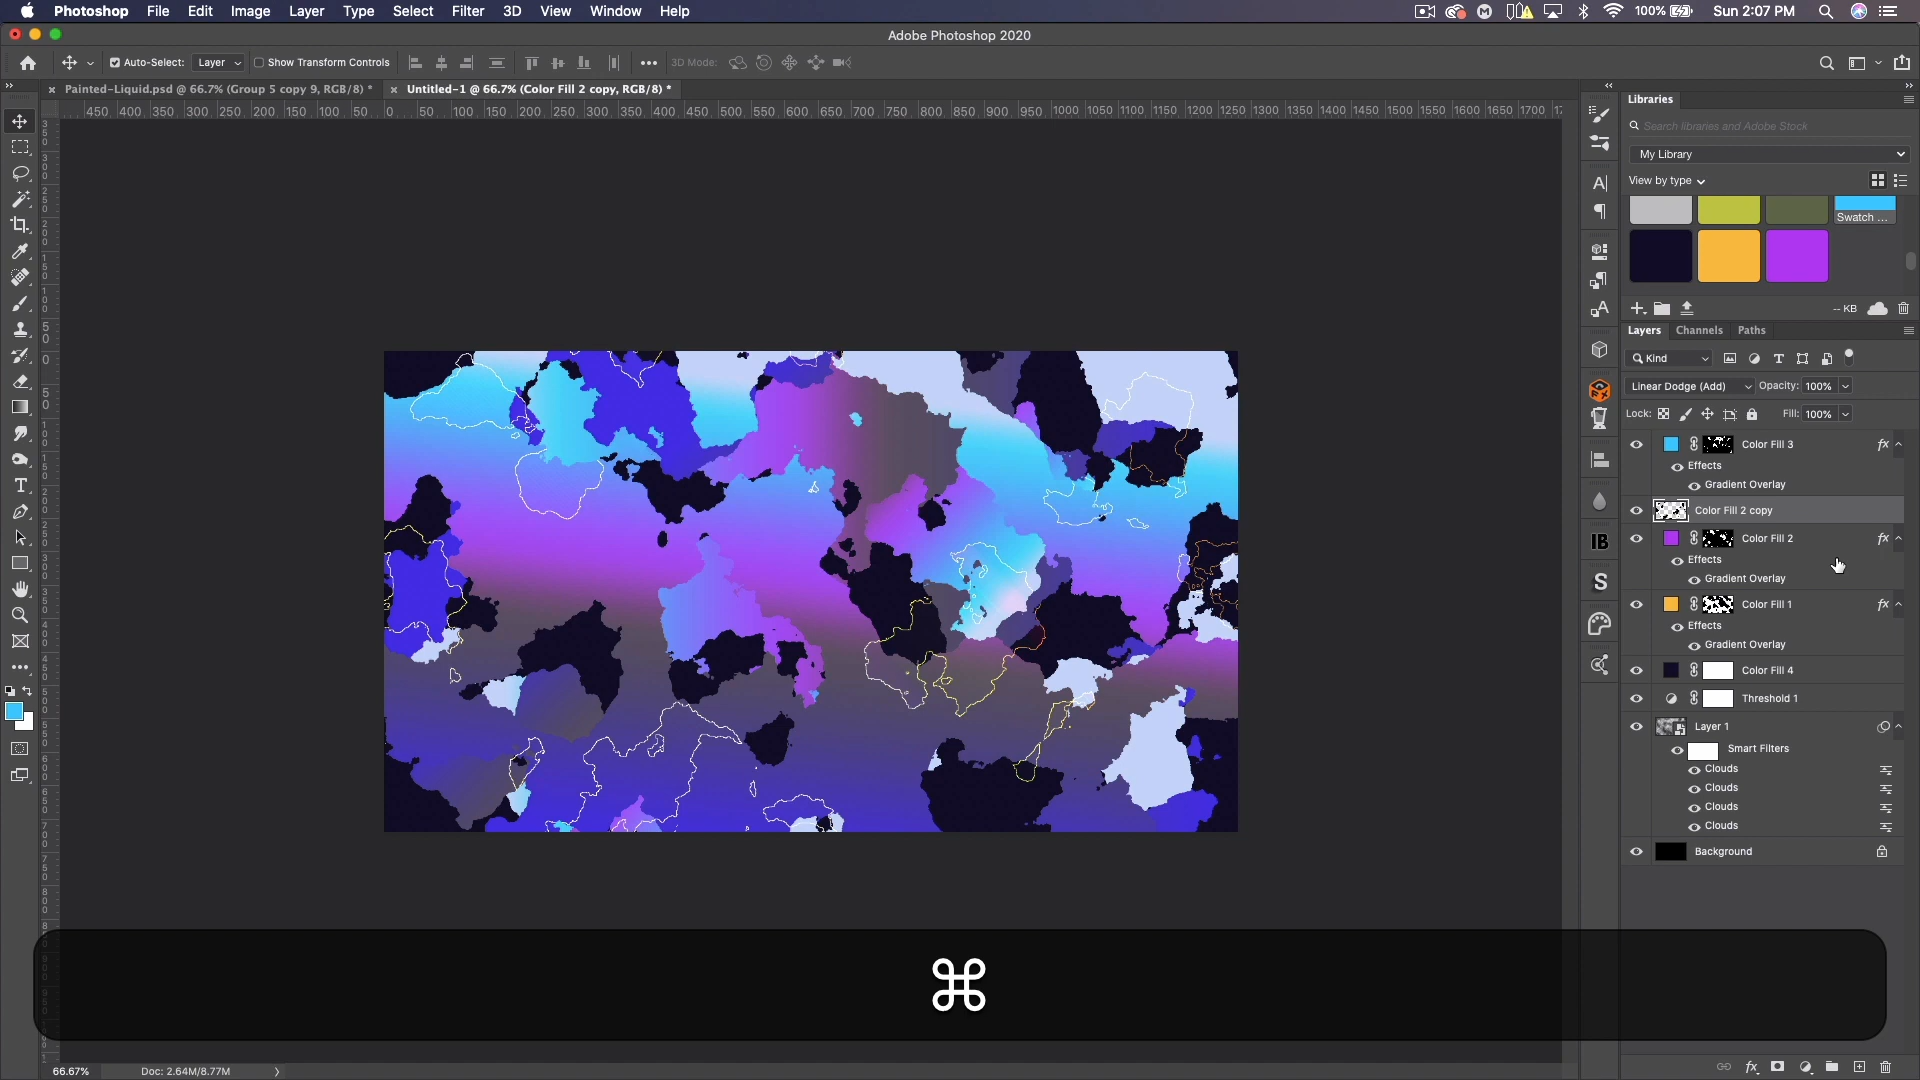 Photoshop File Edit Image Layer Type Select Filter 3D View Window Help 100% Sun 2:07 PM
Adobe Photoshop 2020
Auto-Select: Layer Show Transform Controls 3D Mode:
Painted-Liquid.psd @ 66.7% (Group 5 copy 9, RGB/8) * Untitled-1 @ 66.7% (Color Fill 2 copy, RGB/8) *
450 400 350 300 250 200 150 100 50 0 50 100 150 200 250 300 350 400 450 500 550 600 650 700 750 800 850 900 950 1000 1050 1100 1150 1200 1250 1300 1350 1400 1450 1500 1550 1600 1650 1700
Libraries
Search libraries and Adobe Stock
My Library
View by type
Swatch ...
-- KB
Layers Channels Paths
Kind
Linear Dodge (Add) Opacity: 100%
Lock: Fill: 100%
Color Fill 3 fx
Effects
Gradient Overlay
Color Fill 2 copy
Color Fill 2 fx
Effects
Gradient Overlay
Color Fill 1 fx
Effects
Gradient Overlay
Color Fill 4
Threshold 1
Layer 1
Smart Filters
Clouds
Clouds
Clouds
Clouds
Background
⌘
66.67% Doc: 2.64M/8.77M